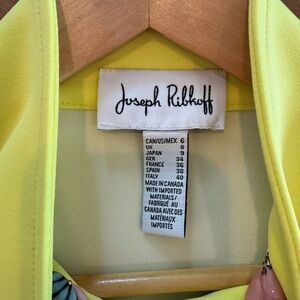 Joseph Ribkoff
CAN/US/MEX 6
UK 8
JAPAN 9
GER 34
FRANCE 36
SPAIN 38
ITALY 40
MADE IN CANADA
WITH IMPORTED
MATERIALS/
FABRIQUÉ AU
CANADA AVEC DES
MATÉRIAUX
IMPORTÉS